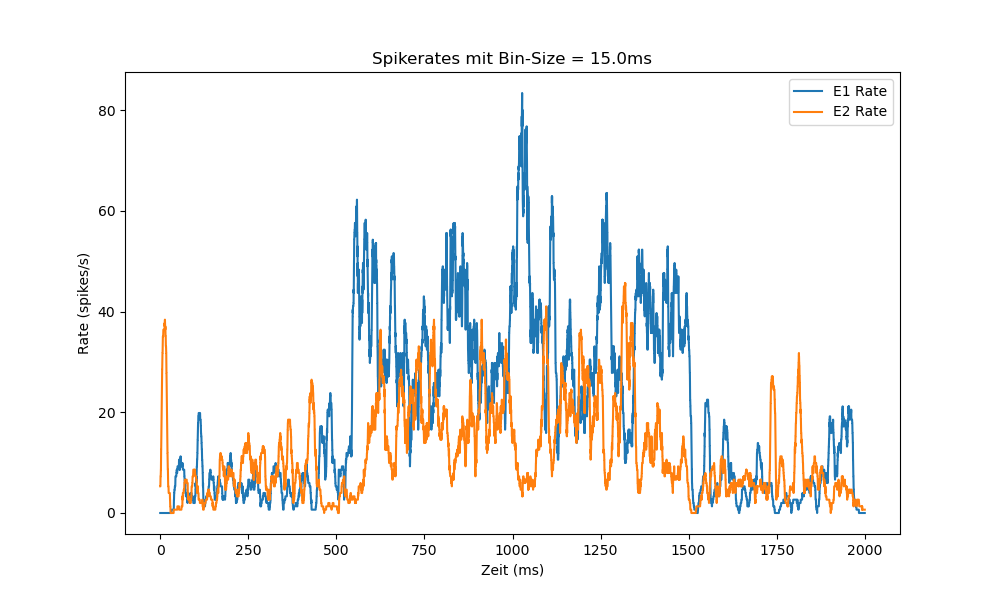 Spikerates mit Bin-Size = 15.0ms
E1 Rate
E2 Rate
80
60
40
20
0
Rate (spikes/s)
0 250 500 750 1000 1250 1500 1750 2000
Zeit (ms)